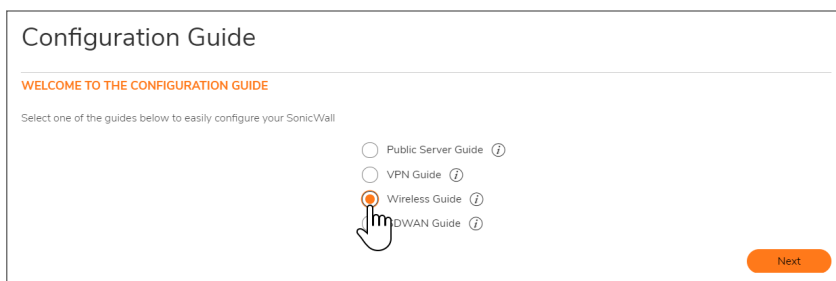 Configuration Guide
WELCOME TO THE CONFIGURATION GUIDE
Select one of the guides below to easily configure your SonicWall
Public Server Guide i
VPN Guide i
Wireless Guide i
SDWAN Guide i
Next